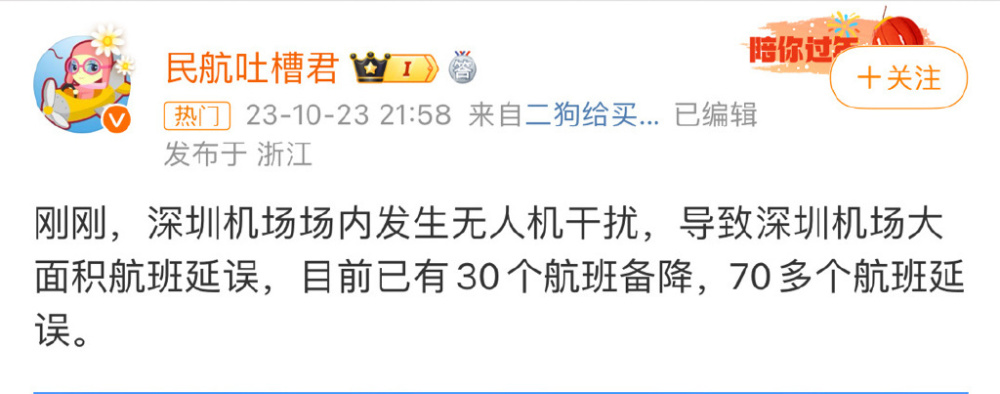 陪你过年
民航吐槽君 I 答
+关注
热门 23-10-23 21:58 来自二狗给买... 已编辑
发布于 浙江
刚刚，深圳机场场内发生无人机干扰，导致深圳机场大
面积航班延误，目前已有30个航班备降，70多个航班延
误。